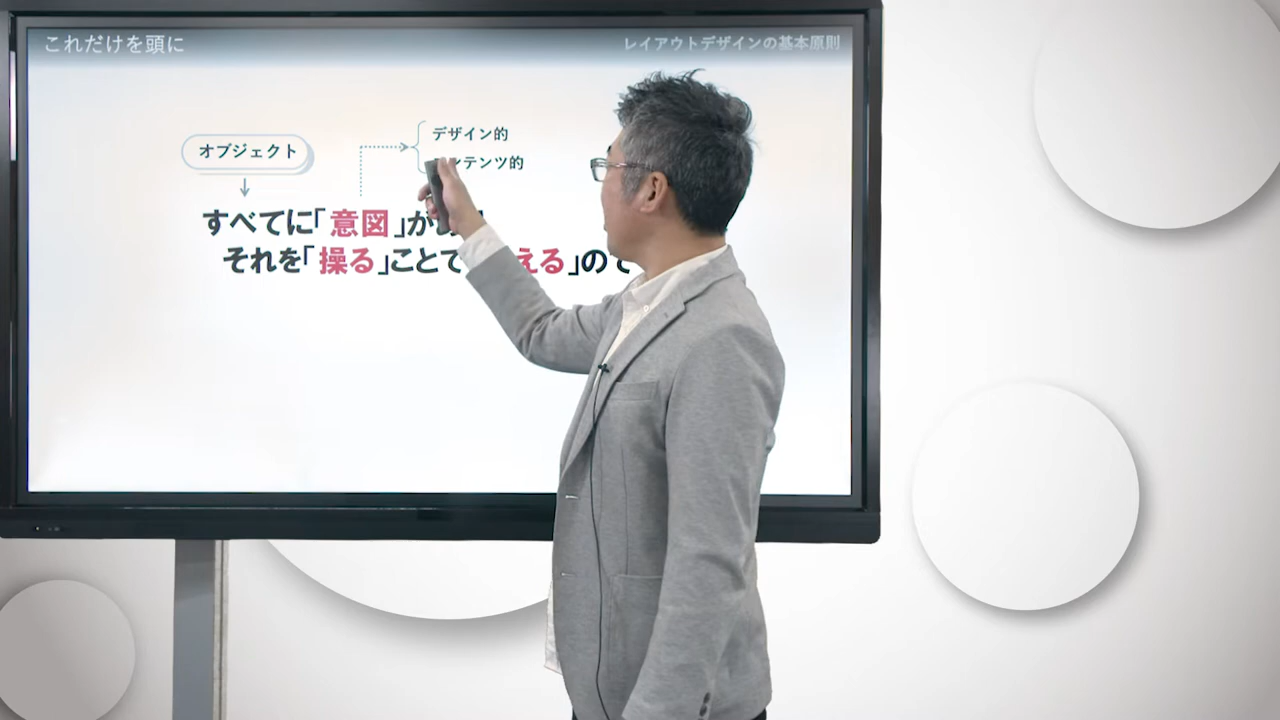 これだけを頭に
レイアウトデザインの基本原則
オブジェクト
デザイン的
ンテンツ的
すべてに「意図」が
それを「操る」ことで
える」ので